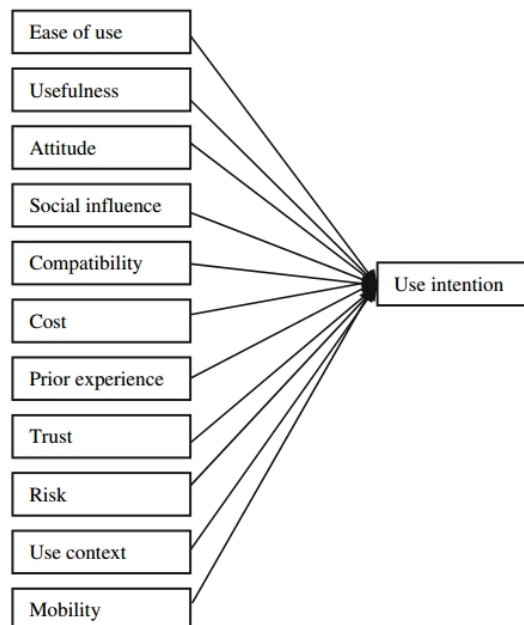 Ease of use
Usefulness
Attitude
Social influence
Compatibility
Use intention
Cost
Prior experience
Trust
Risk
Use context
Mobility